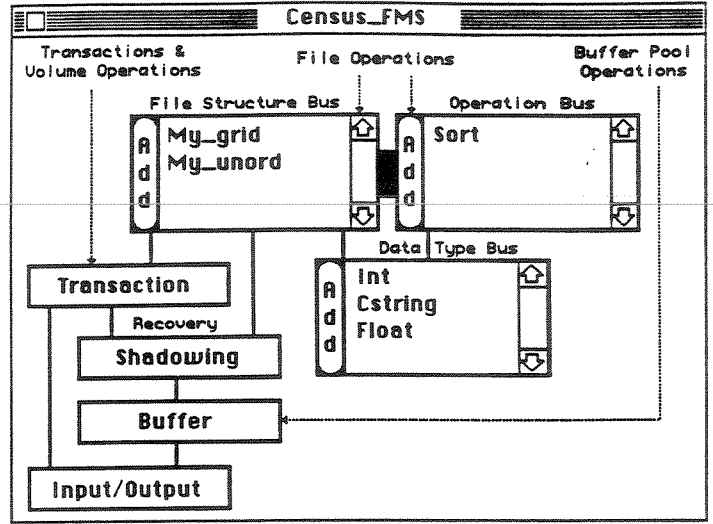 Census_FMS
Transactions &
Volume Operations
File Operations
Buffer Pool
Operations
File Structure Bus
Operation Bus
Add
My_grid
My_unord
Add
Sort
Data Type Bus
Transaction
Add
Int
Cstring
Float
Recovery
Shadowing
Buffer
Input/Output